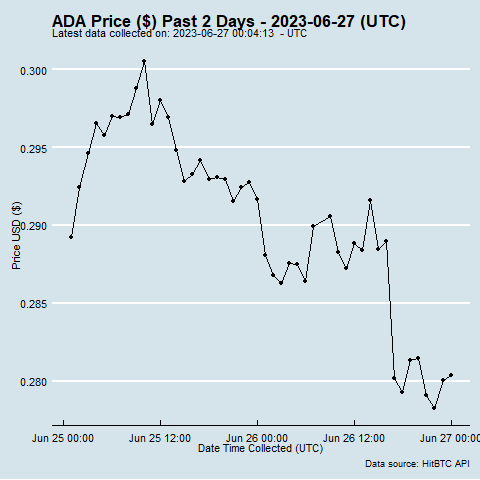 ADA Price ($) Past 2 Days - 2023-06-27 (UTC)
Latest data collected on: 2023-06-27 00:04:13  - UTC
0.300
0.295
0.290
0.285
0.280
Price USD ($)
Jun 25 00:00 Jun 25 12:00 Jun 26 00:00 Jun 26 12:00 Jun 27 00:00
Date Time Collected (UTC)
Data source: HitBTC API